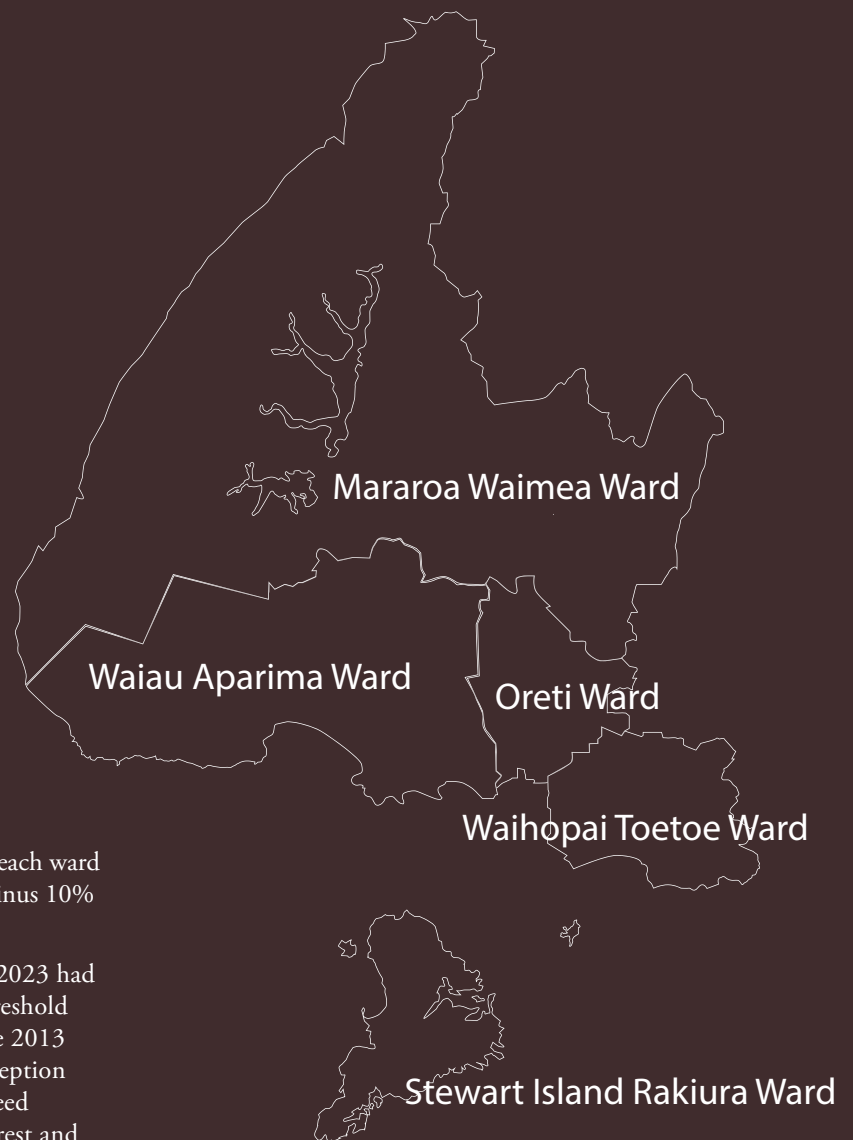 Mararoa Waimea Ward
Waiau Aparima Ward
Oreti Ward
Waihopai Toetoe Ward
each ward
inus 10%
2023 had
reshold
e 2013
eption
eed
Stewart Island Rakiura Ward
rest and